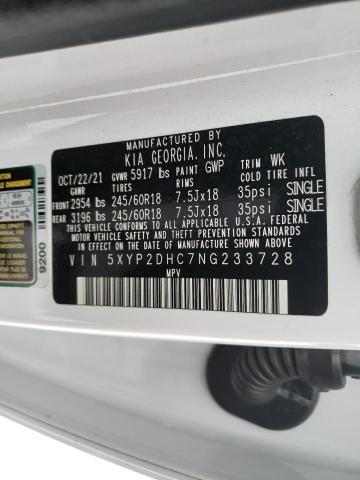 MANUFACTURED BY
KIA GEORGIA, INC.
OCT/22/21 GVWR 5917 lbs PAINT GWP TRIM WK
GAWR TIRES RIMS COLD TIRE INFL
FRONT 2954 lbs 245/60R18 7.5Jx18 35psi SINGLE
REAR 3196 lbs 245/60R18 7.5Jx18 35psi SINGLE
THIS VEHICLE CONFORMS TO ALL APPLICABLE U.S.A. FEDERAL
MOTOR VEHICLE SAFETY, BUMPER, AND THEFT PREVENTION
STANDARDS IN EFFECT ON THE DATE OF MANUFACTURE
SHOWN ABOVE.
VIN 5XYP2DHC7NG233728
MPV
9200